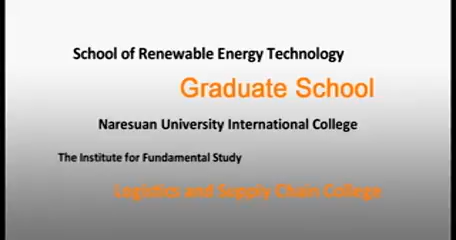 School of Renewable Energy Technology
Graduate School
Naresuan University International College
The Institute for Fundamental Study
Logistics and Supply Chain College